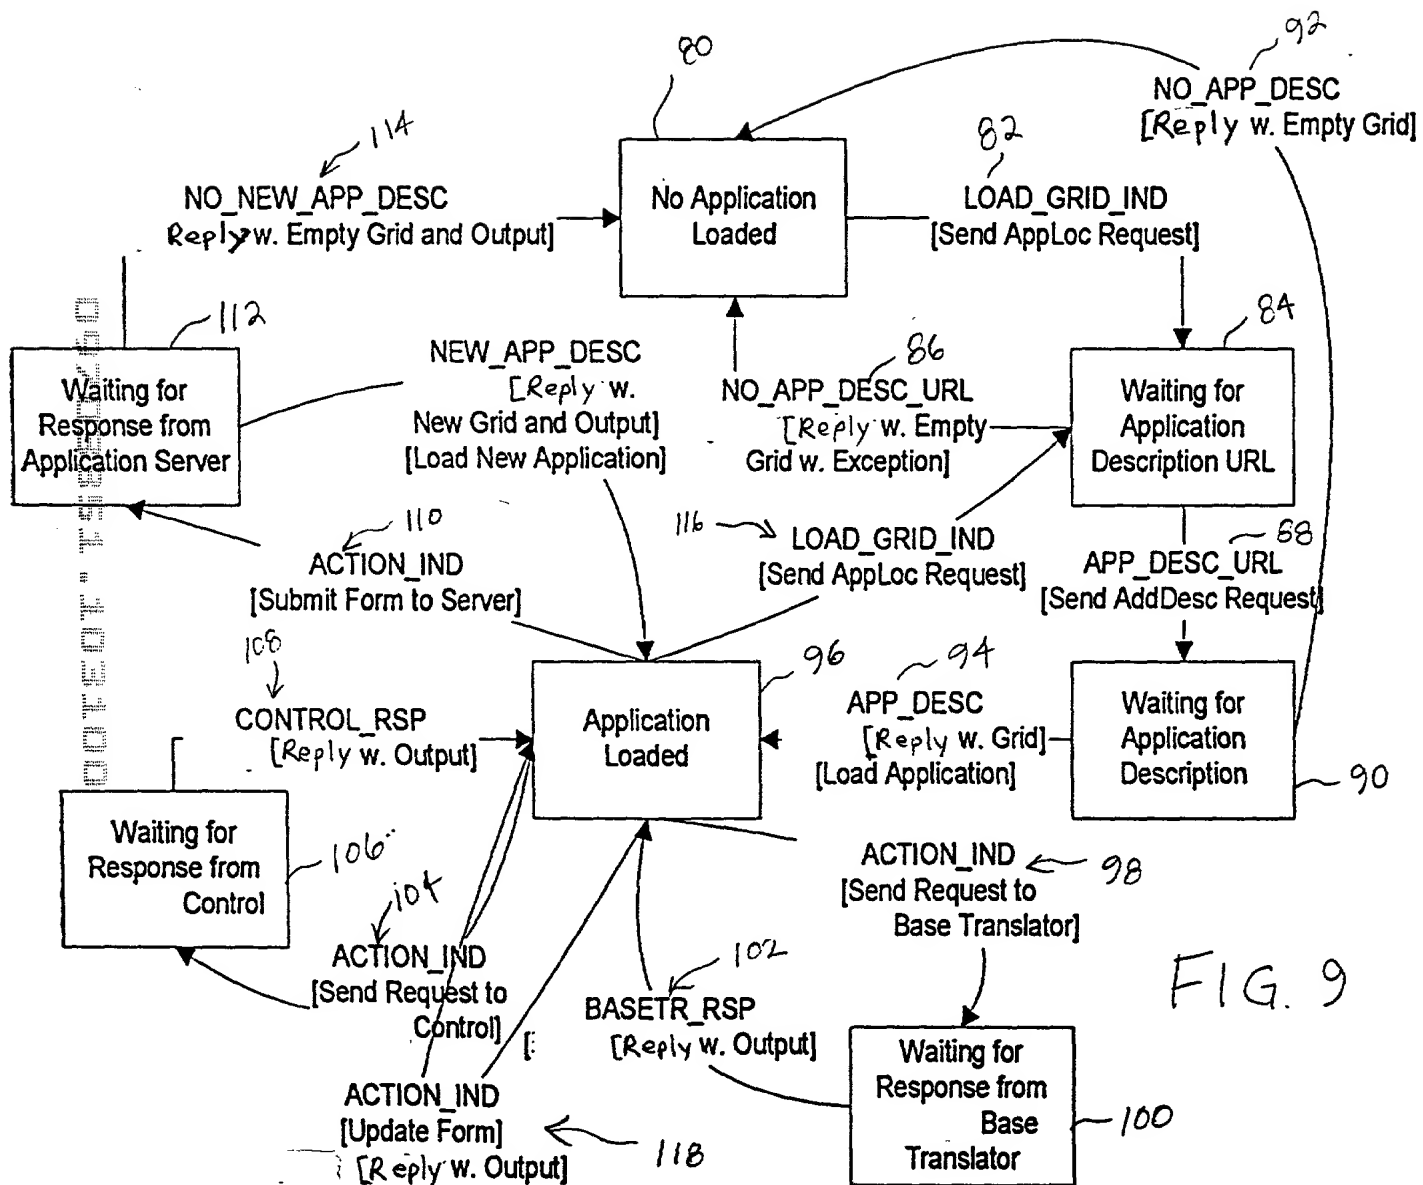 80
92
NO_APP_DESC
[Reply w. Empty Grid]
114
82
NO_NEW_APP_DESC
Reply w. Empty Grid and Output]
No Application
Loaded
LOAD_GRID_IND
[Send AppLoc Request]
112
84
Waiting for
Response from
Application Server
NEW_APP_DESC
[Reply w.
New Grid and Output]
[Load New Application]
86
NO_APP_DESC_URL
[Reply w. Empty
Grid w. Exception]
Waiting for
Application
Description URL
110
ACTION_IND
[Submit Form to Server]
116
LOAD_GRID_IND
[Send AppLoc Request]
88
APP_DESC_URL
[Send AddDesc Request]
108
CONTROL_RSP
[Reply w. Output]
96
Application
Loaded
94
APP_DESC
[Reply w. Grid]
[Load Application]
Waiting for
Application
Description
90
Waiting for
Response from
Control
106
104
ACTION_IND
[Send Request to
Control]
ACTION_IND
[Send Request to
Base Translator]
98
102
BASETR_RSP
[Reply w. Output]
[
FIG. 9
ACTION_IND
[Update Form]
[Reply w. Output]
118
Waiting for
Response from
Base
Translator
100